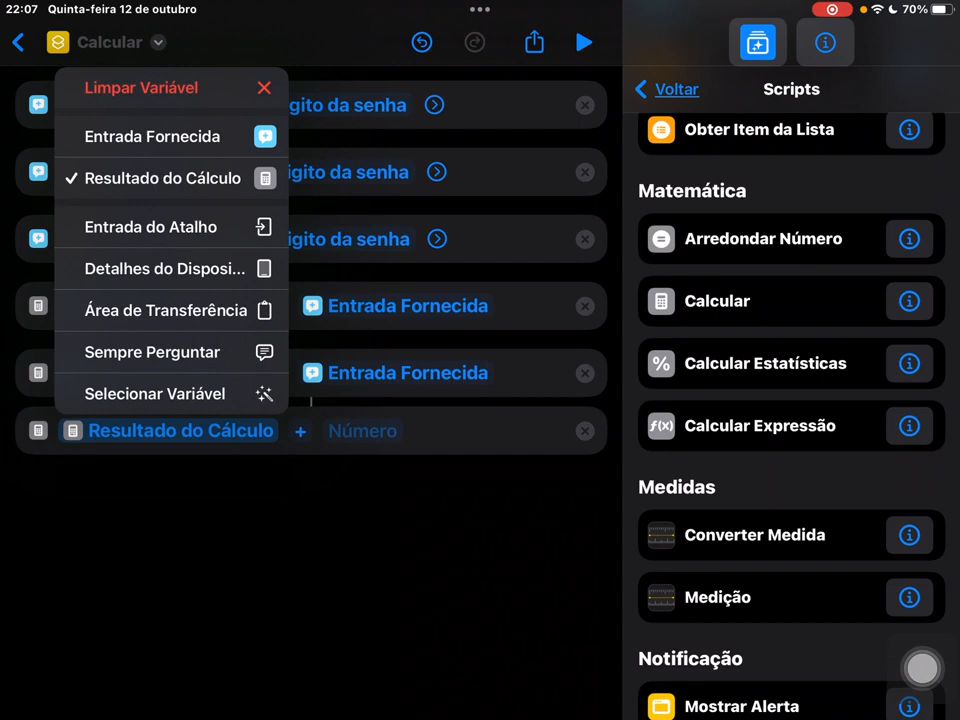 22:07 Quinta-feira 12 de outubro
70%
Calcular
Limpar Variável
Entrada Fornecida
Resultado do Cálculo
Entrada do Atalho
Detalhes do Disposi...
Área de Transferência
Sempre Perguntar
Selecionar Variável
gito da senha
igito da senha
igito da senha
Entrada Fornecida
Entrada Fornecida
Resultado do Cálculo + Número
Voltar Scripts
Obter Item da Lista
Matemática
Arredondar Número
Calcular
% Calcular Estatísticas
f(x) Calcular Expressão
Medidas
Converter Medida
Medição
Notificação
Mostrar Alerta